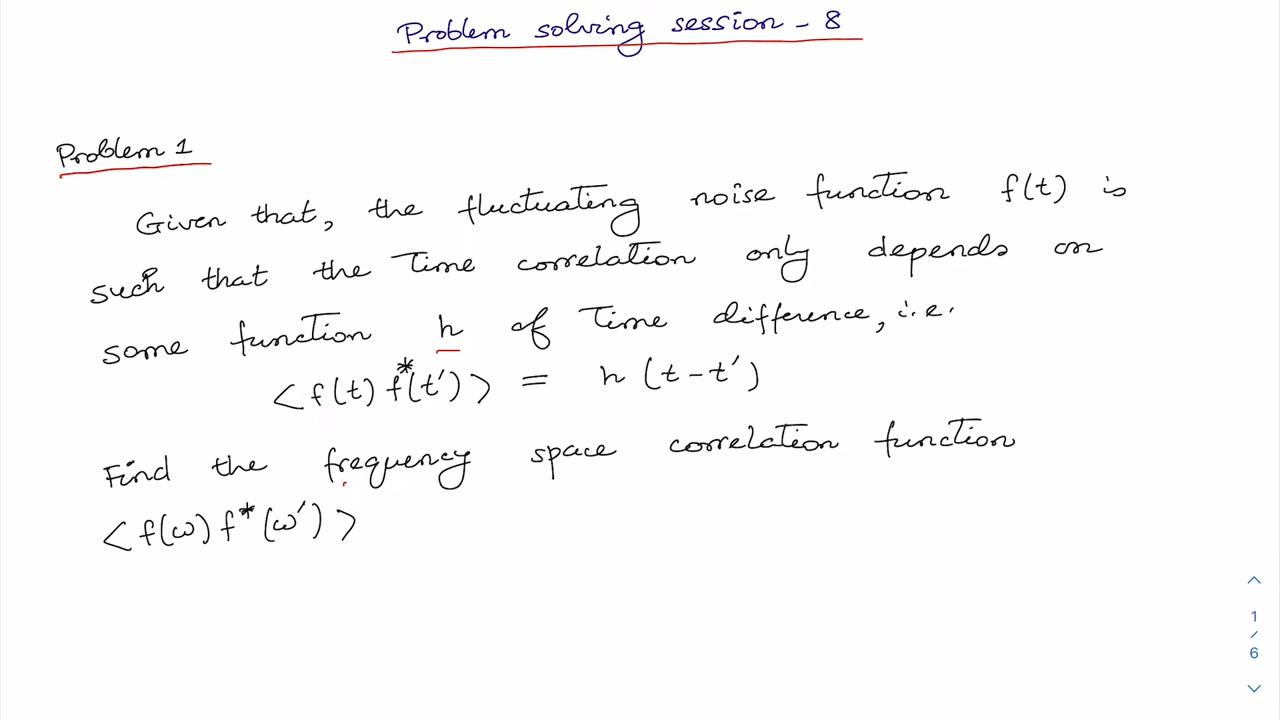 Problem solving session - 8
Problem 1
Given that, the fluctuating noise function f(t) is
such that the time correlation only depends on
some function h of time difference, i.e.
<f(t) f*(t')> = h (t-t')
Find the frequency space correlation function
<f(ω) f*(ω')>
1
/
6